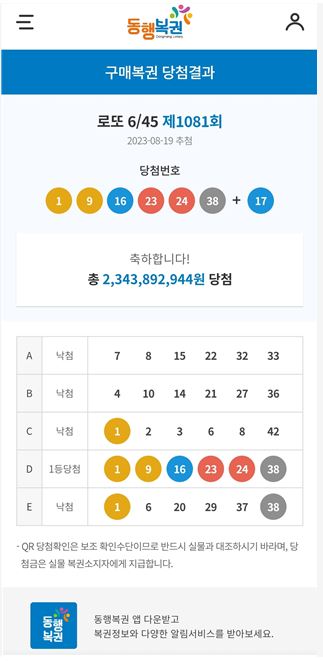 동행복권
Donghang Lottery
구매복권 당첨결과
로또 6/45 제1081회
2023-08-19 추첨
당첨번호
1 9 16 23 24 38 + 17
축하합니다!
총 2,343,892,944원 당첨
A 낙첨 7 8 15 22 32 33
B 낙첨 4 10 14 21 27 36
C 낙첨 1 2 3 6 8 42
D 1등당첨 1 9 16 23 24 38
E 낙첨 1 6 20 29 37 38
- QR 당첨확인은 보조 확인수단이므로 반드시 실물과 대조하시기 바라며, 당
첨금은 실물 복권소지자에게 지급합니다.
동행
복권
동행복권 앱 다운받고
복권정보와 다양한 알림서비스를 받아보세요.